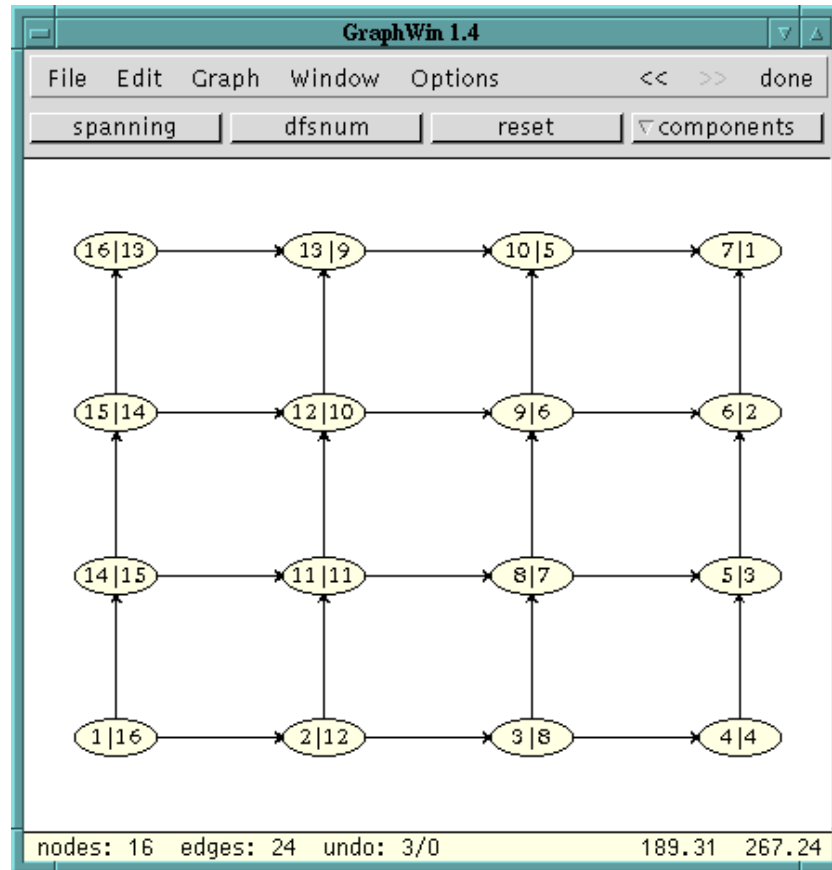 GraphWin 1.4
File Edit Graph Window Options << >> done
spanning dfsnum reset components
16|13 13|9 10|5 7|1
15|14 12|10 9|6 6|2
14|15 11|11 8|7 5|3
1|16 2|12 3|8 4|4
nodes: 16 edges: 24 undo: 3/0 189.31 267.24